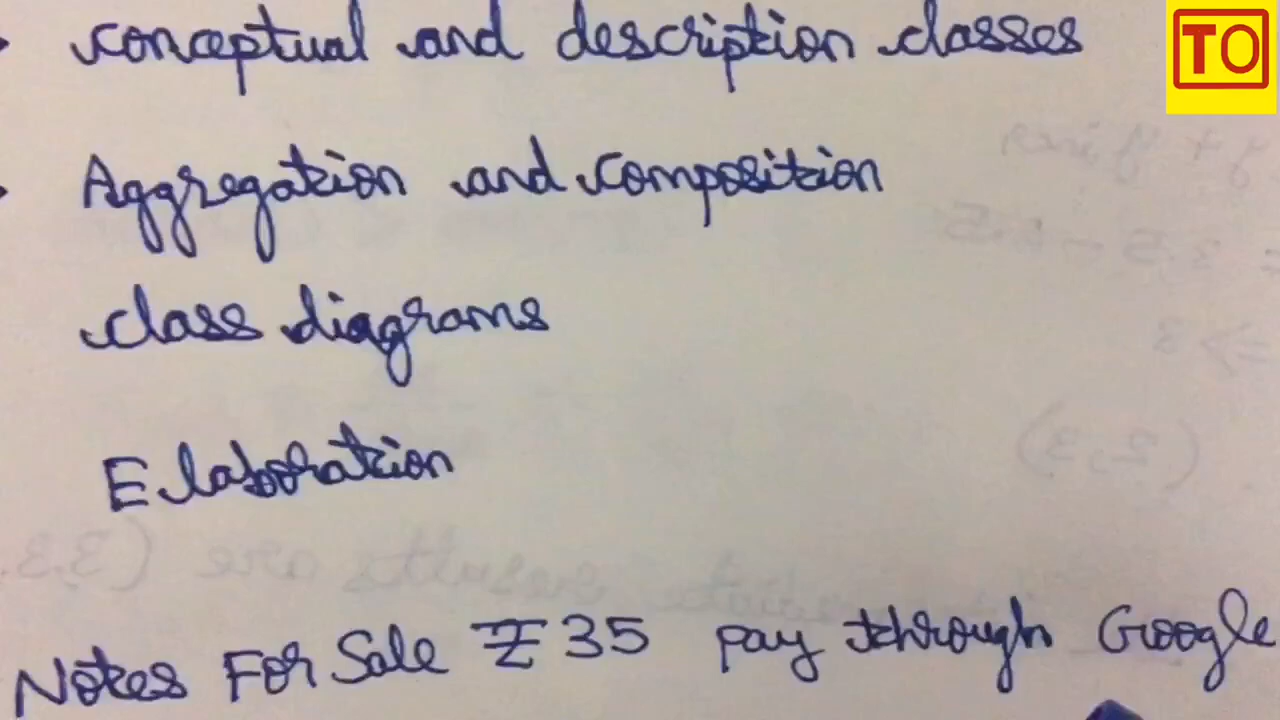 conceptual and description classes
TO
Aggregation and composition
class diagrams
Elaboration
Notes For Sale ₹ 35 pay through Google